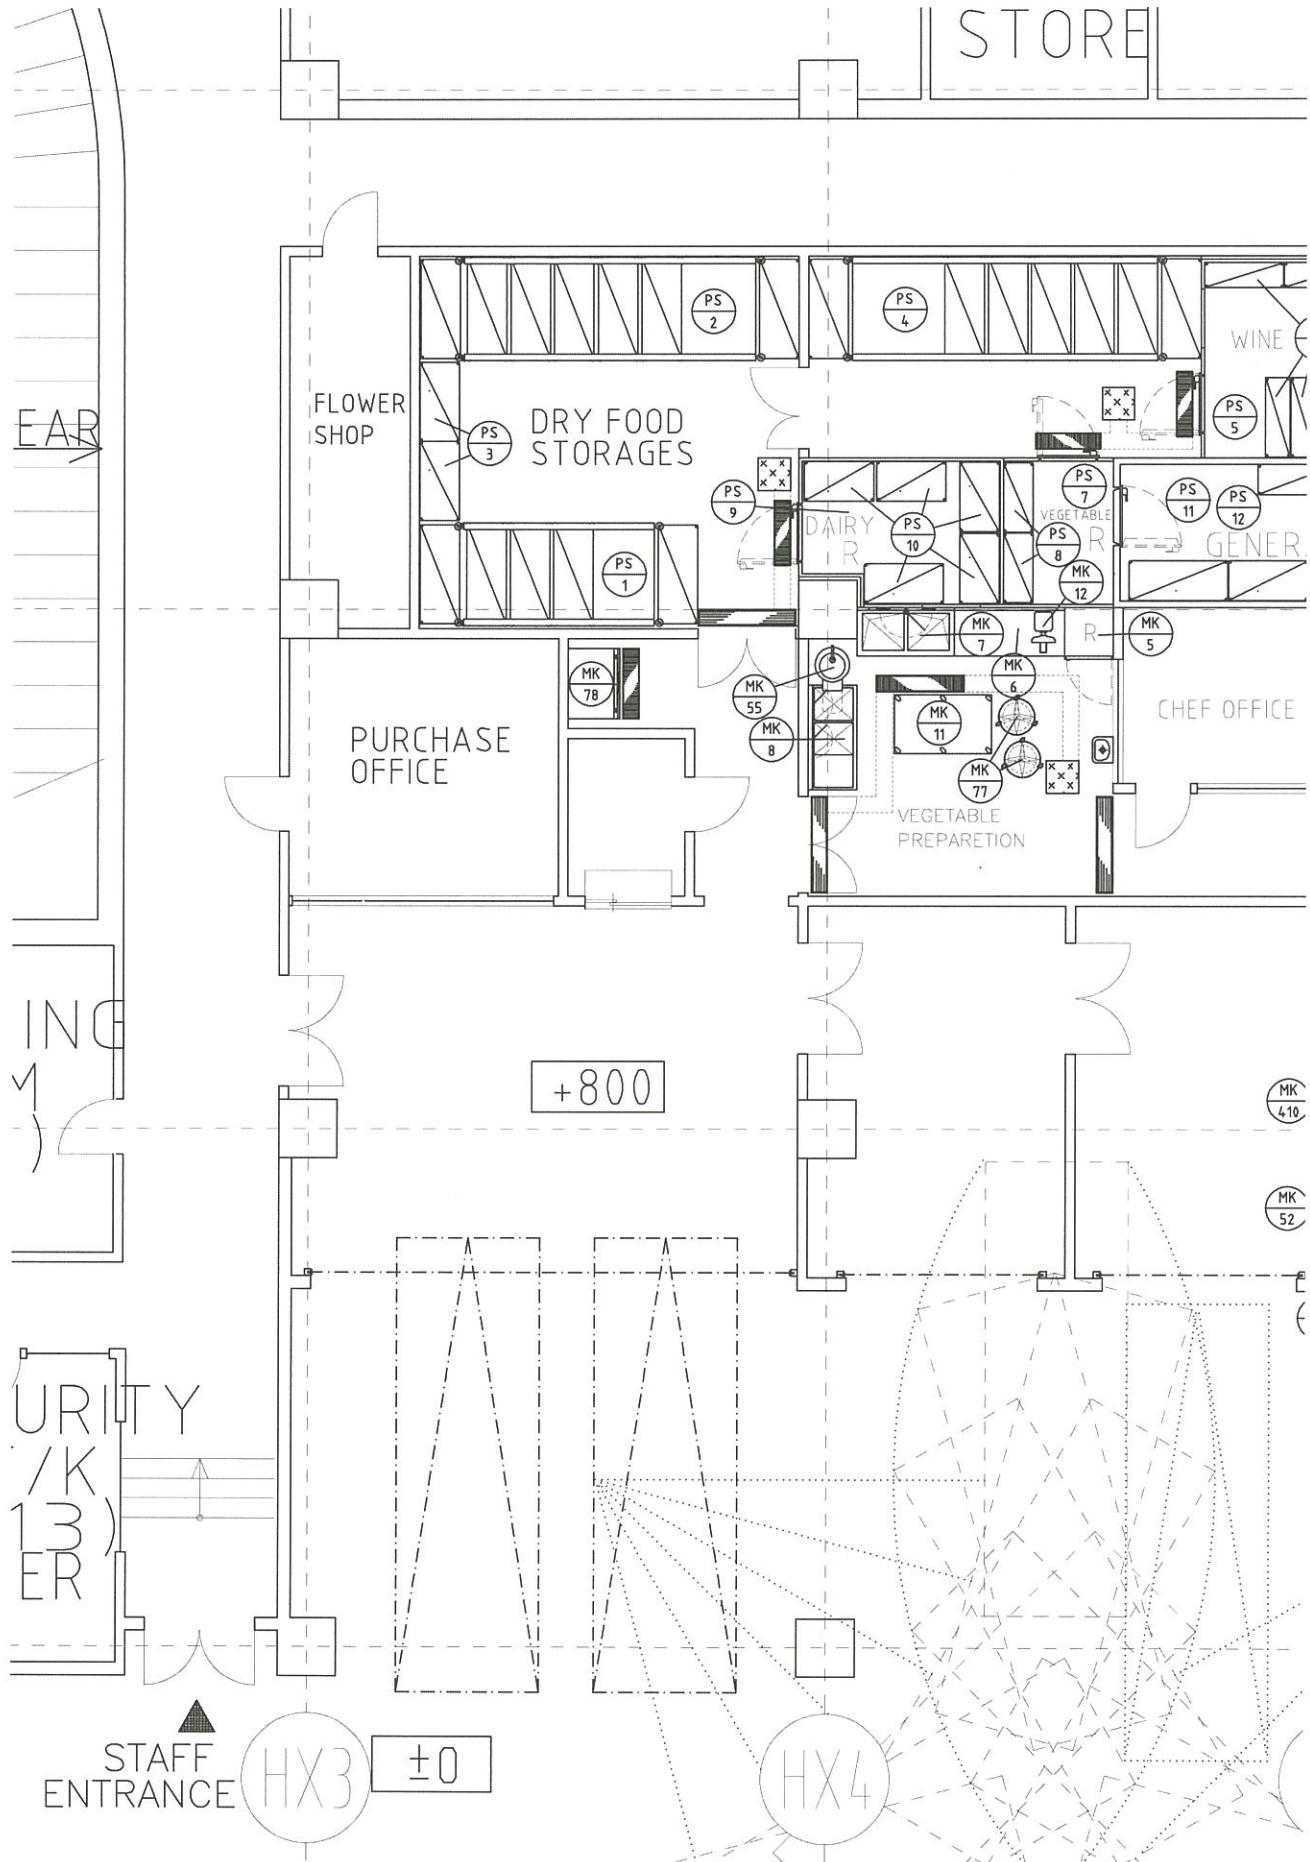 STORE
PS
2
PS
4
WINE
FLOWER
SHOP
DRY FOOD
STORAGES
EAR
PS
3
PS
5
PS
9
PS
7
PS
11
PS
12
DAIRY
R
PS
10
VEGETABLE
R
PS
8
GENER
PS
1
MK
12
MK
7
R
MK
5
MK
6
MK
78
MK
55
MK
11
MK
8
MK
77
CHEF OFFICE
PURCHASE
OFFICE
VEGETABLE
PREPARETION
ING
M
)
+800
MK
410
MK
52
URITY
/K
13)
ER
STAFF
ENTRANCE
HX3
±0
HX4